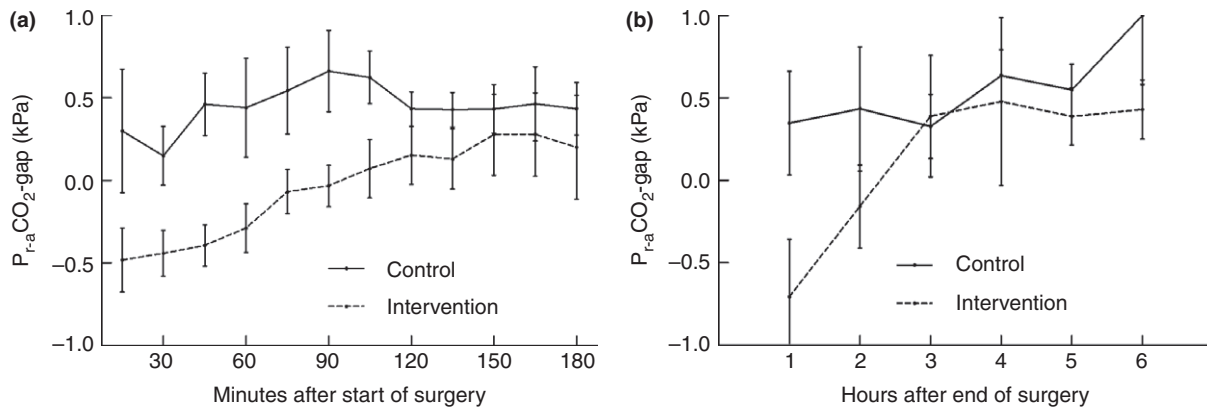 (a)
1.0
0.5
0.0
−0.5
−1.0
Pr-aCO2-gap (kPa)
Control
Intervention
30 60 90 120 150 180
Minutes after start of surgery
(b)
1.0
0.5
0.0
−0.5
−1.0
Pr-aCO2-gap (kPa)
Control
Intervention
1 2 3 4 5 6
Hours after end of surgery